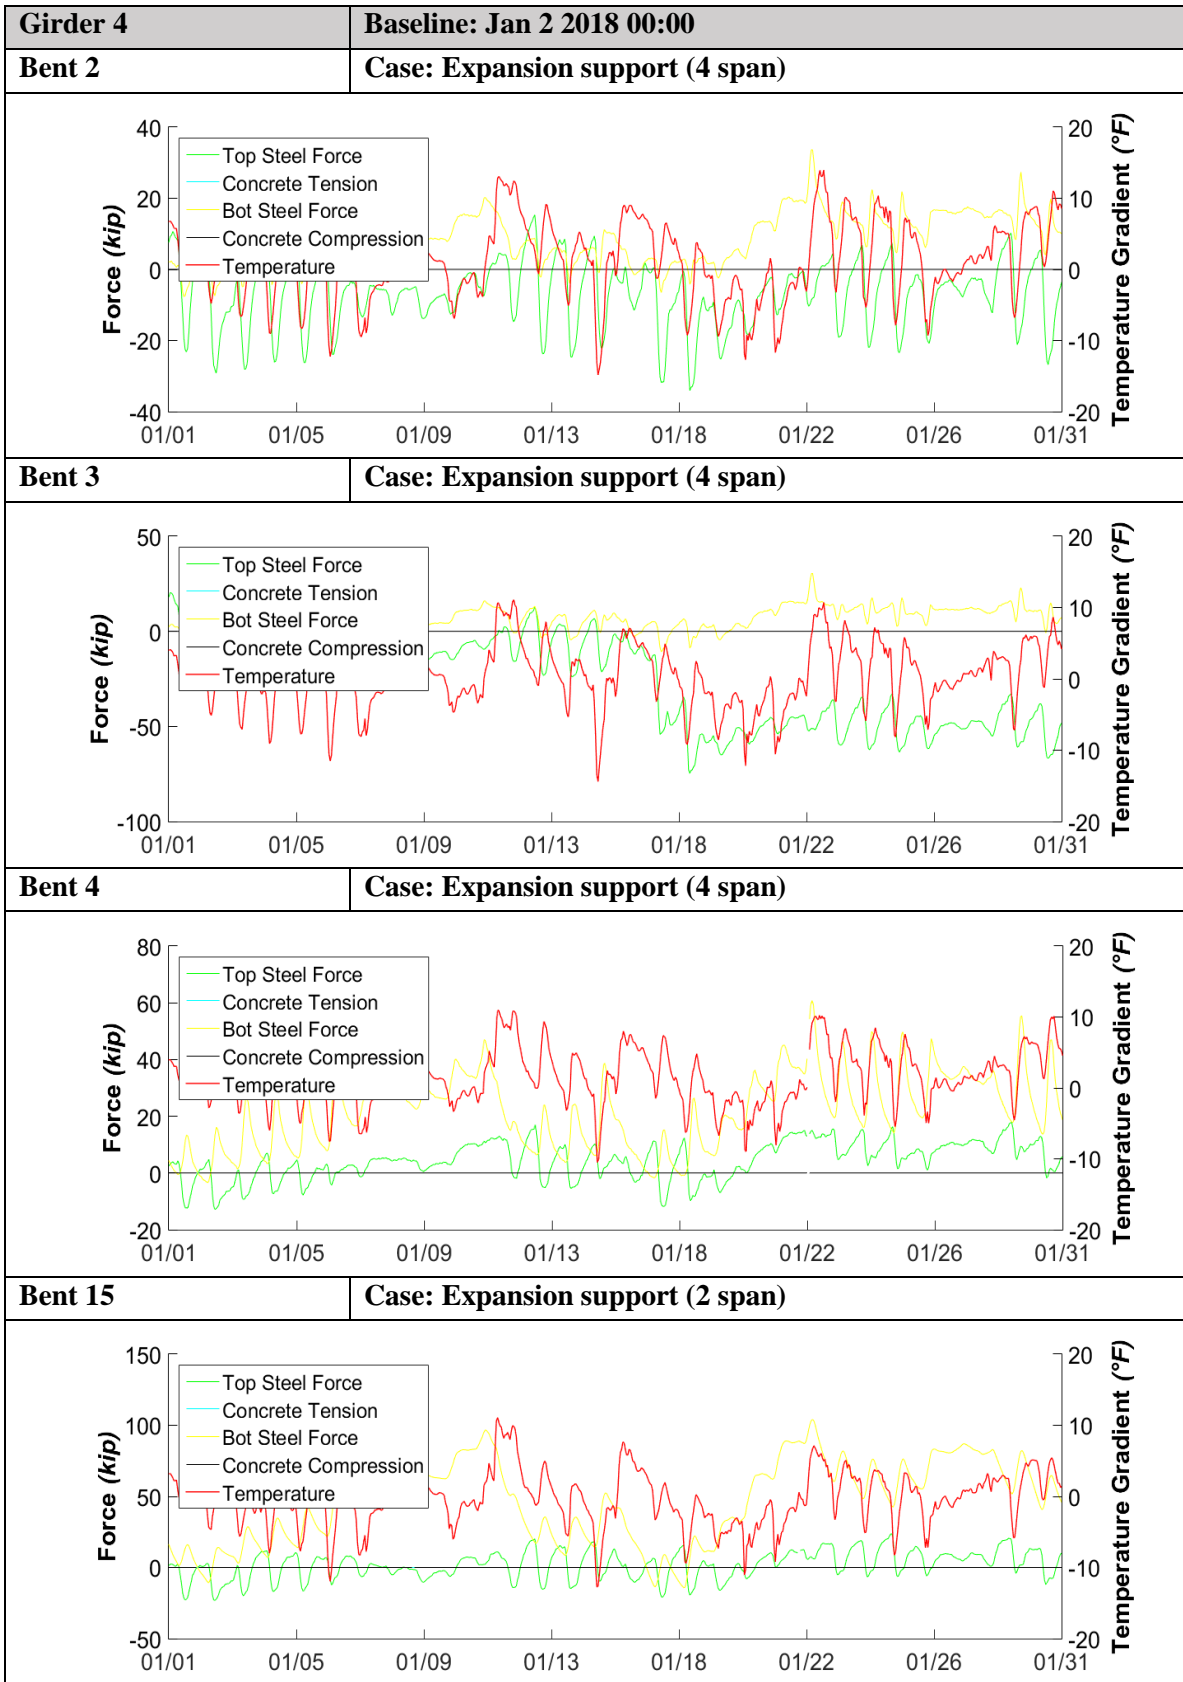 Girder 4 Baseline: Jan 2 2018 00:00
Bent 2 Case: Expansion support (4 span)
40 20
Top Steel Force
Concrete Tension
20 10
Bot Steel Force
Concrete Compression
0 0
Temperature
-20 -10
-40 -20
Force (kip)
Temperature Gradient (°F)
01/01 01/05 01/09 01/13 01/18 01/22 01/26 01/31
Bent 3 Case: Expansion support (4 span)
50 20
Top Steel Force
Concrete Tension
10
Bot Steel Force
0
Concrete Compression
Temperature
0
-50 -10
-100 -20
Force (kip)
Temperature Gradient (°F)
01/01 01/05 01/09 01/13 01/18 01/22 01/26 01/31
Bent 4 Case: Expansion support (4 span)
80 20
Top Steel Force
Concrete Tension
60 10
Bot Steel Force
Concrete Compression
40 0
Temperature
20
-10
0
-20 -20
Force (kip)
Temperature Gradient (°F)
01/01 01/05 01/09 01/13 01/18 01/22 01/26 01/31
Bent 15 Case: Expansion support (2 span)
150 20
Top Steel Force
Concrete Tension
100 10
Bot Steel Force
Concrete Compression
50 0
Temperature
0 -10
-50 -20
Force (kip)
Temperature Gradient (°F)
01/01 01/05 01/09 01/13 01/18 01/22 01/26 01/31